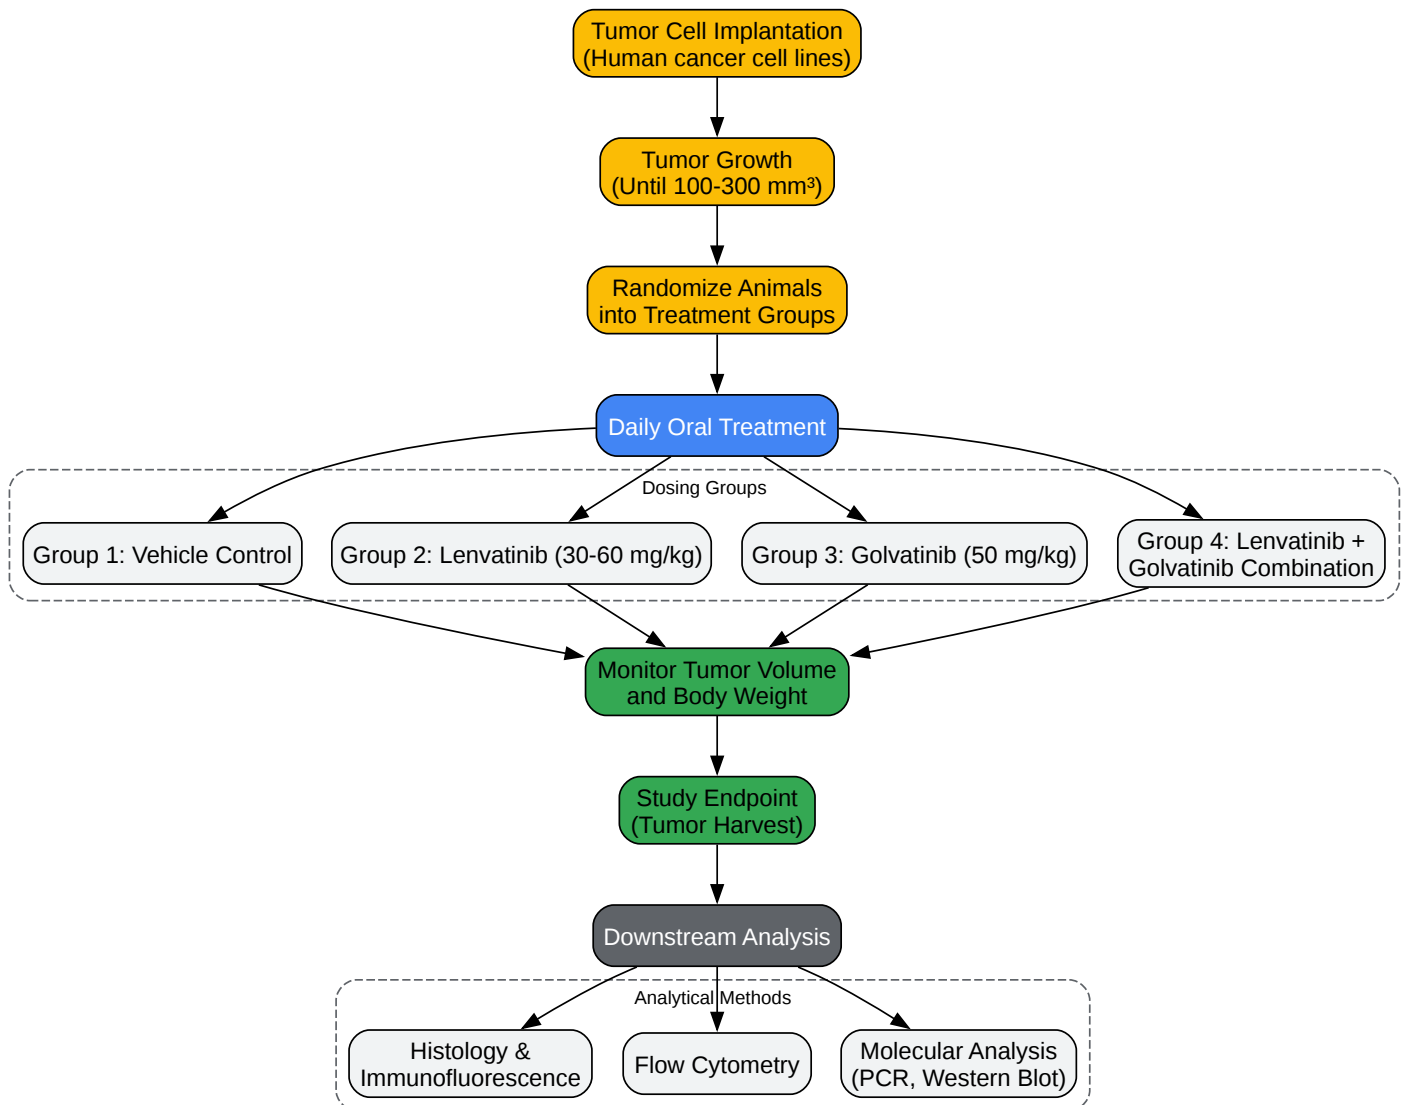 Tumor Cell Implantation
(Human cancer cell lines)
Tumor Growth
(Until 100-300 mm³)
Randomize Animals
into Treatment Groups
Daily Oral Treatment
Dosing Groups
Group 1: Vehicle Control
Group 2: Lenvatinib (30-60 mg/kg)
Group 3: Golvatinib (50 mg/kg)
Group 4: Lenvatinib +
Golvatinib Combination
Monitor Tumor Volume
and Body Weight
Study Endpoint
(Tumor Harvest)
Downstream Analysis
Analytical Methods
Histology &
Immunofluorescence
Flow Cytometry
Molecular Analysis
(PCR, Western Blot)